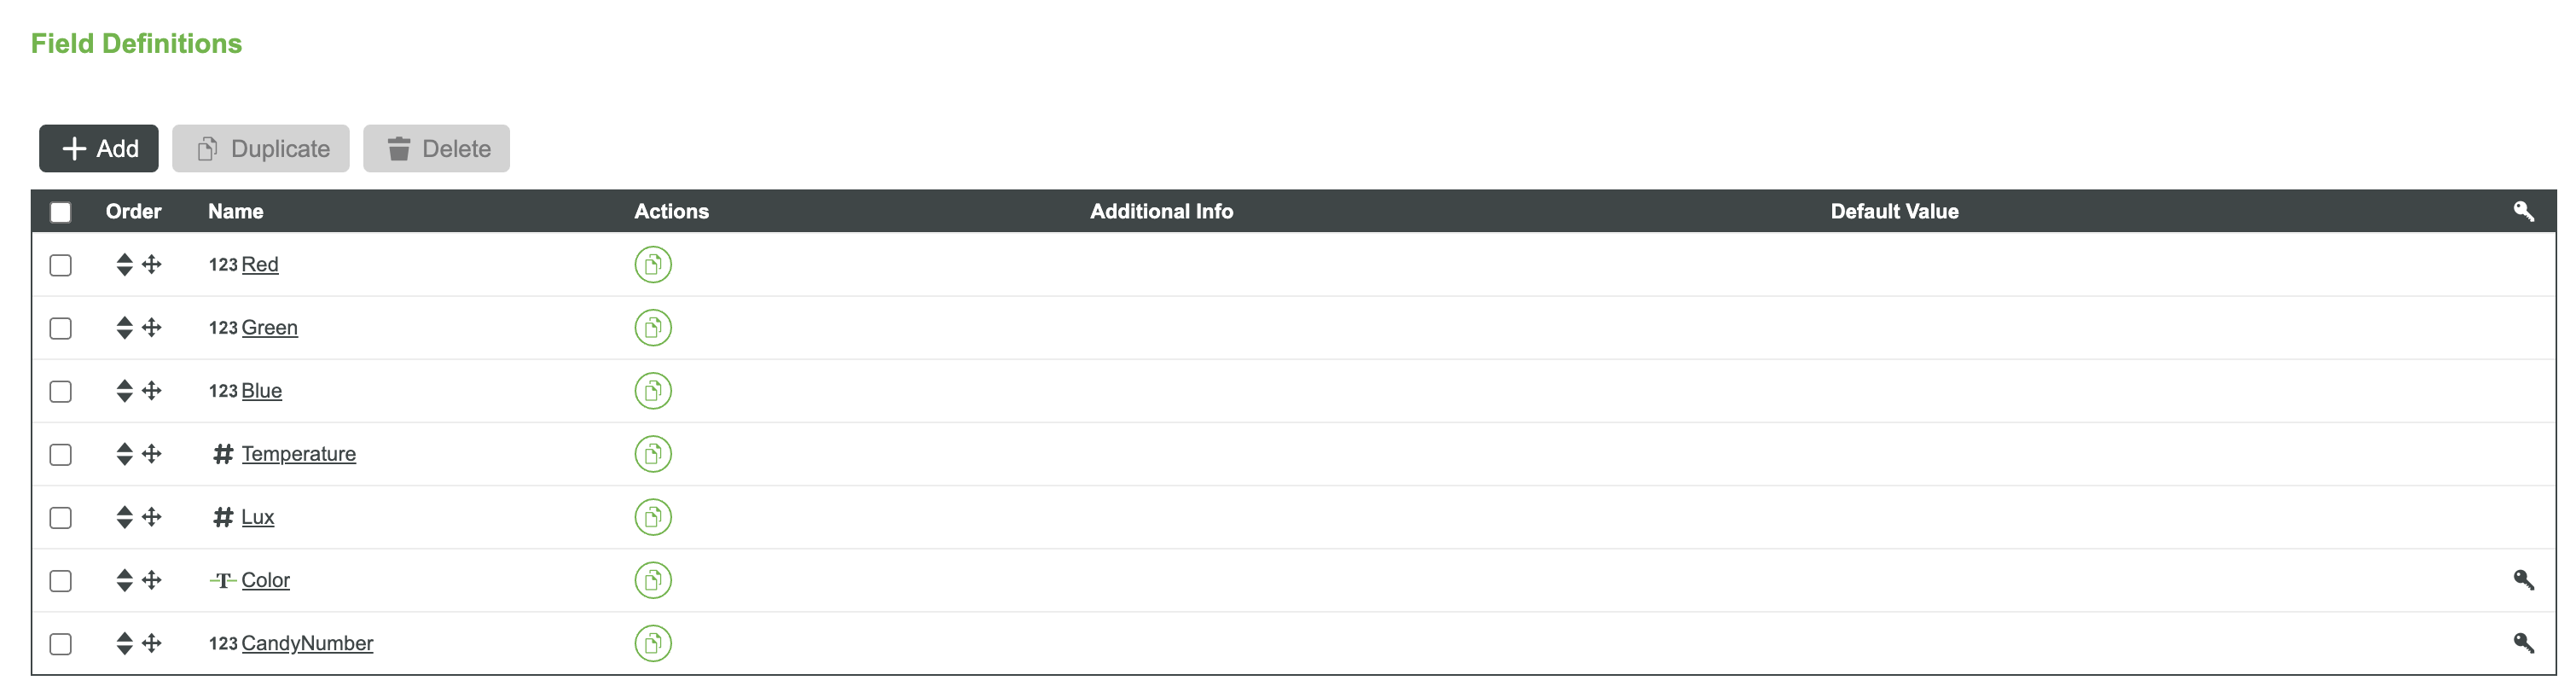 Field Definitions
Add Duplicate Delete
Order Name Actions Additional Info Default Value
123 Red
123 Green
123 Blue
# Temperature
# Lux
T Color
123 CandyNumber